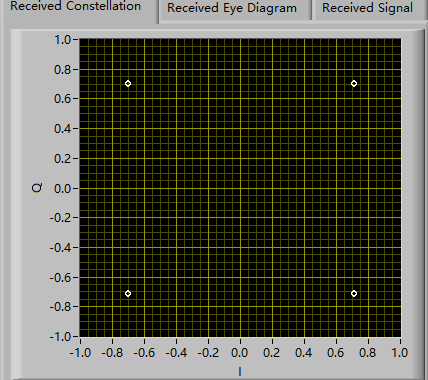 Received Constellation Received Eye Diagram Received Signal
1.0
0.8
0.6
0.4
0.2
0.0
-0.2
-0.4
-0.6
-0.8
-1.0
Q
-1.0 -0.8 -0.6 -0.4 -0.2 0.0 0.2 0.4 0.6 0.8 1.0
I